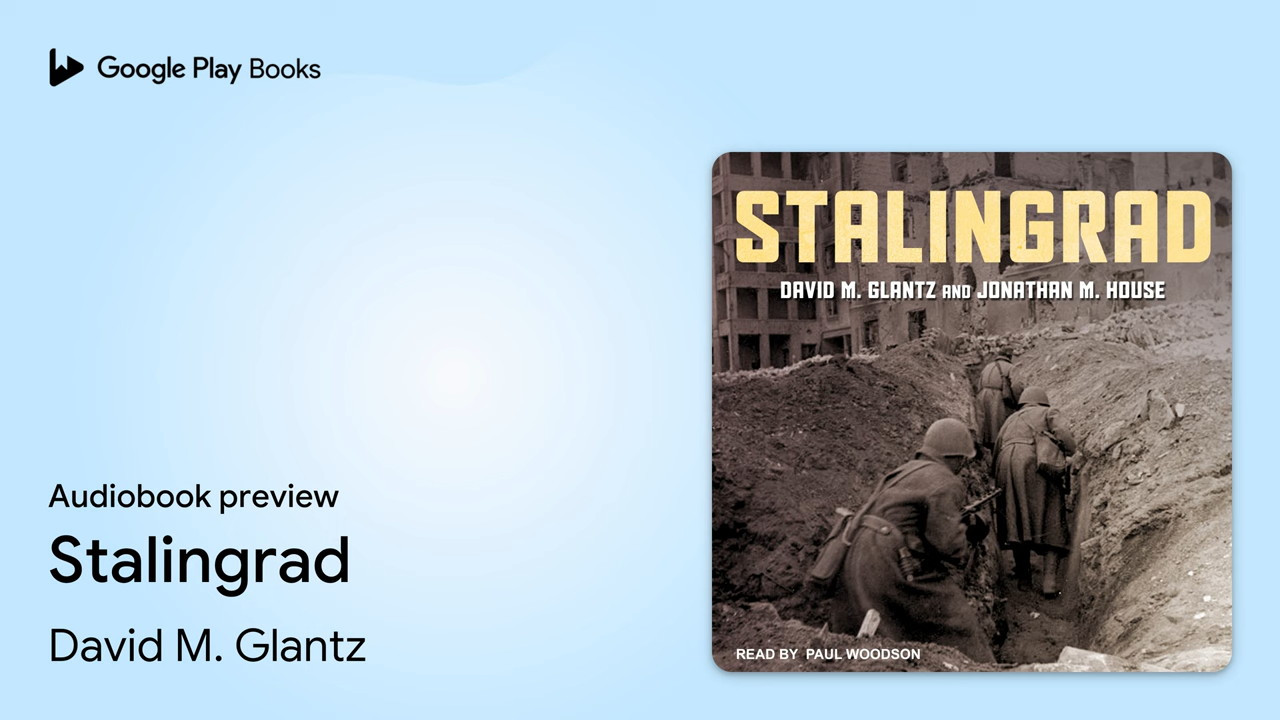 Google Play Books
Audiobook preview
Stalingrad
David M. Glantz
STALINGRAD
DAVID M. GLANTZ AND JONATHAN M. HOUSE
READ BY PAUL WOODSON